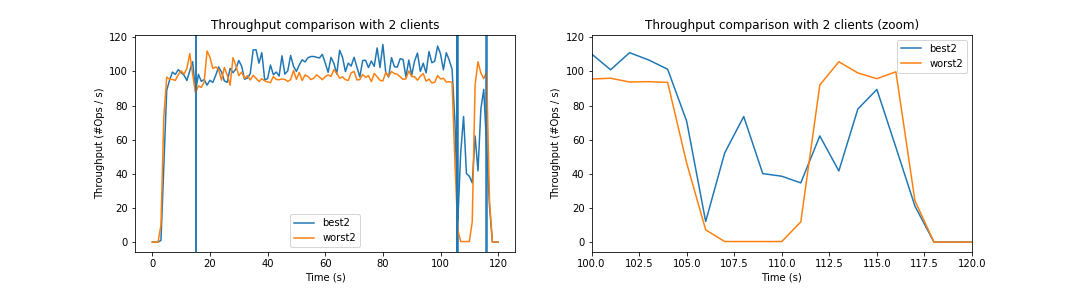 Throughput comparison with 2 clients
Throughput (#Ops / s)
120
100
80
60
40
20
0
best2
worst2
0 20 40 60 80 100 120
Time (s)
Throughput comparison with 2 clients (zoom)
Throughput (#Ops / s)
120
100
80
60
40
20
0
best2
worst2
100.0 102.5 105.0 107.5 110.0 112.5 115.0 117.5 120.0
Time (s)